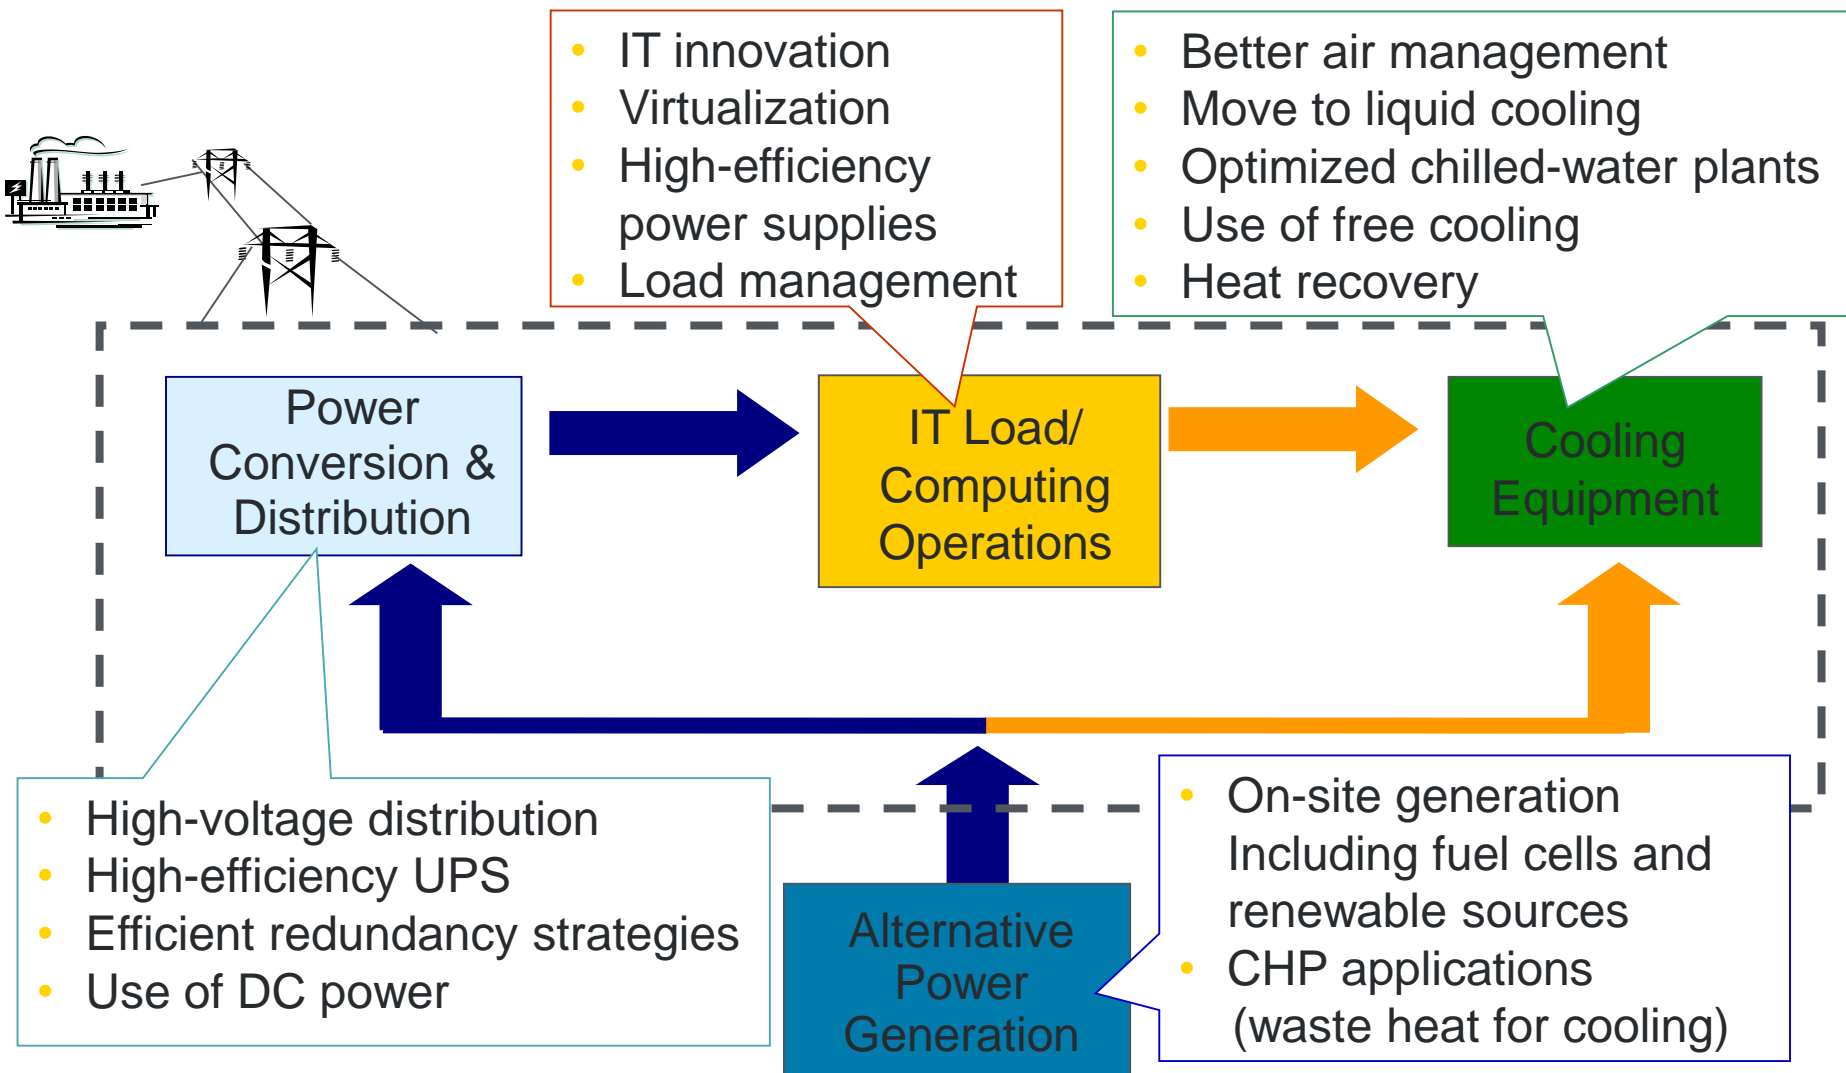 • IT innovation
• Virtualization
• High-efficiency
power supplies
• Load management
• Better air management
• Move to liquid cooling
• Optimized chilled-water plants
• Use of free cooling
• Heat recovery
Power
Conversion &
Distribution
IT Load/
Computing
Operations
Cooling
Equipment
• High-voltage distribution
• High-efficiency UPS
• Efficient redundancy strategies
• Use of DC power
Alternative
Power
Generation
• On-site generation
Including fuel cells and
renewable sources
• CHP applications
(waste heat for cooling)